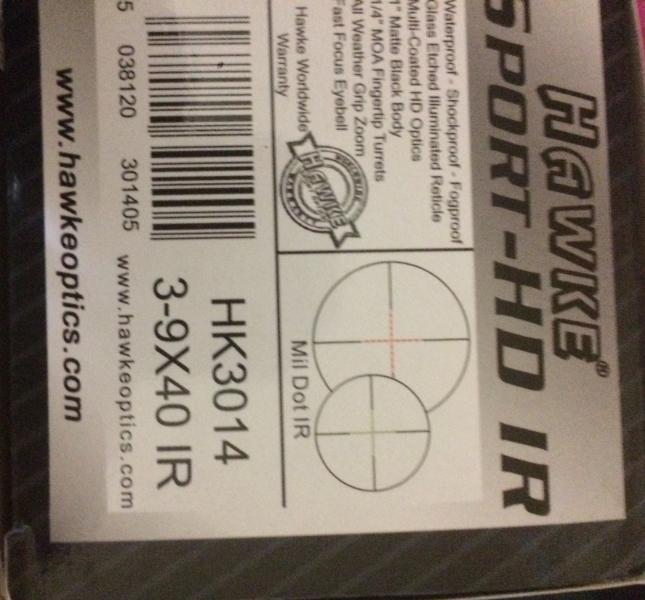 HAWKE®
SPORT-HD IR
Waterproof - Shockproof - Fogproof
Glass Etched Illuminated Reticle
Multi-Coated HD Optics
1" Matte Black Body
1/4" MOA Fingertip Turrets
All Weather Grip Zoom
Fast Focus Eyebell
Hawke Worldwide
Warranty
HAWKE
Mil Dot IR
HK3014
3-9X40 IR
5 038120 301405
www.hawkeoptics.com
www.hawkeoptics.com